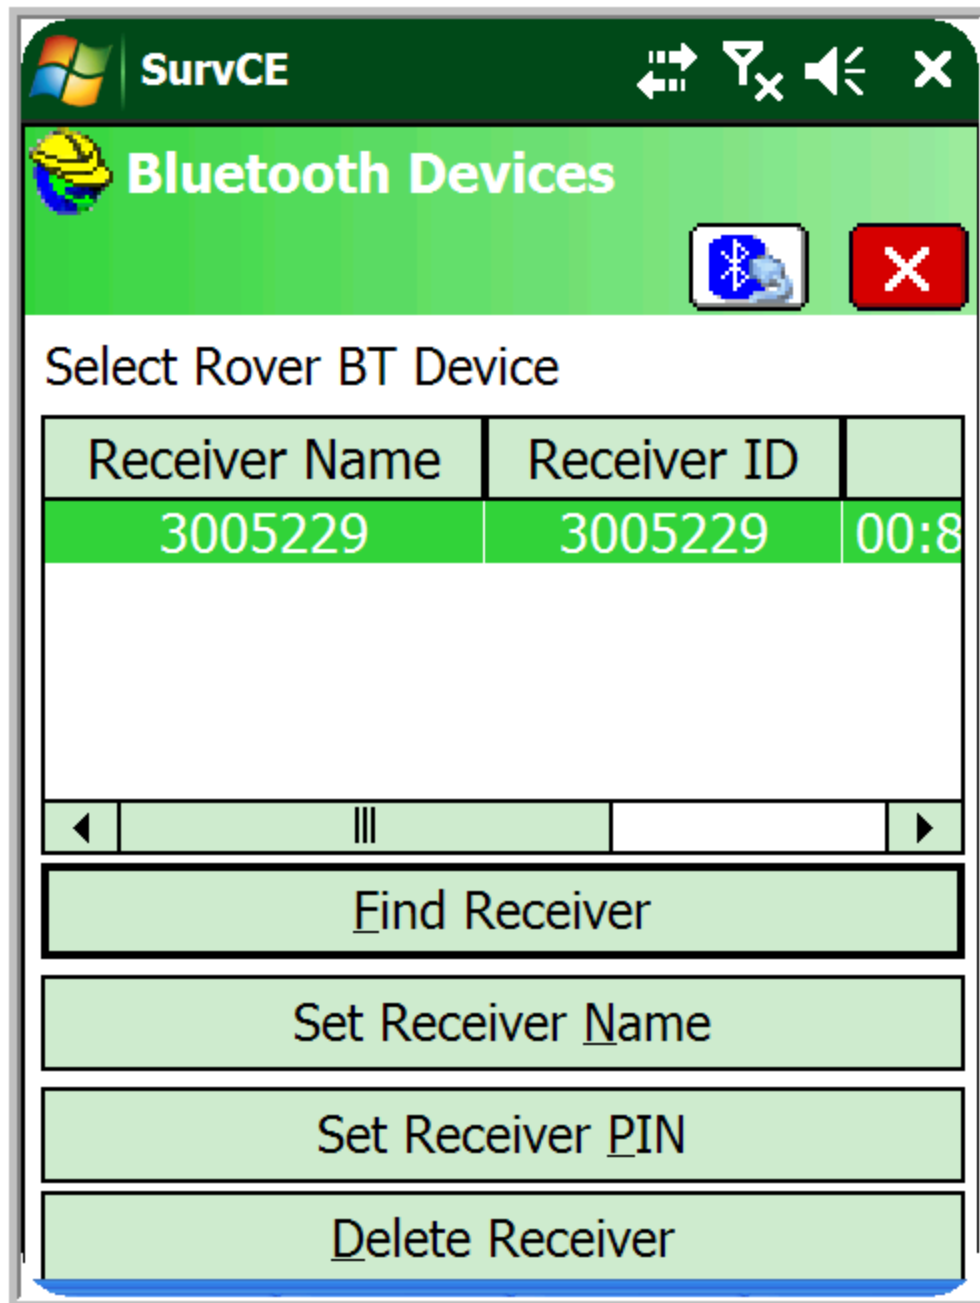 SurvCE
Bluetooth Devices
Select Rover BT Device
Receiver Name Receiver ID
3005229 3005229 00:8
Find Receiver
Set Receiver Name
Set Receiver PIN
Delete Receiver